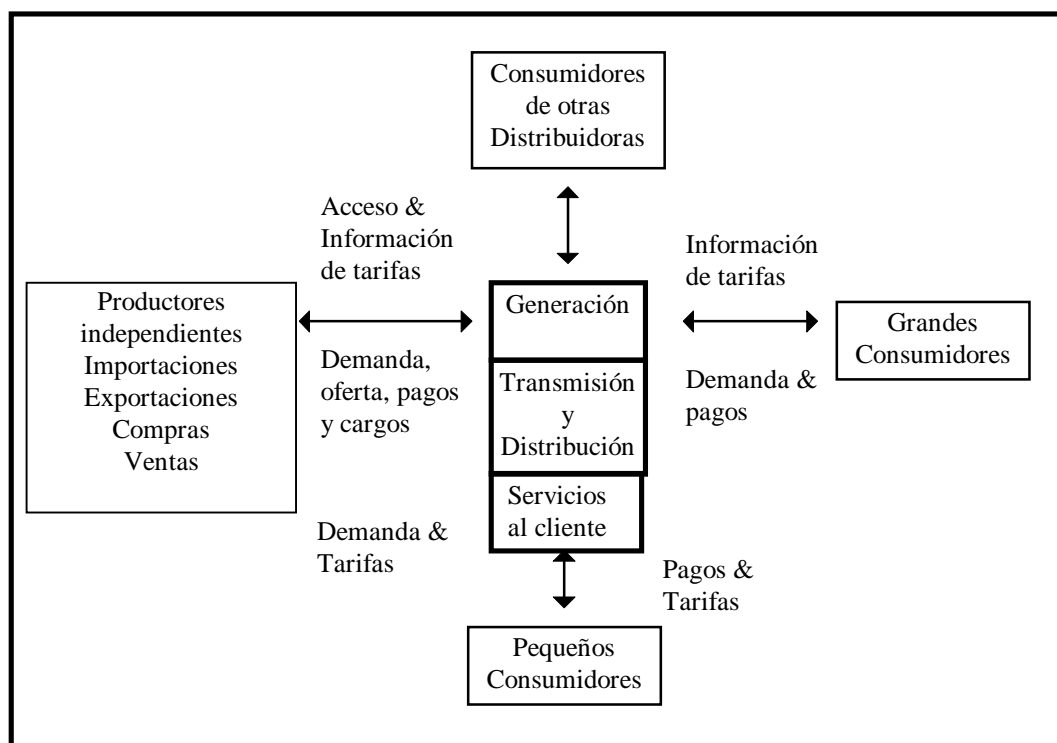 Consumidores
de otras
Distribuidoras
Acceso &
Información
de tarifas
Información
de tarifas
Productores
independientes
Importaciones
Exportaciones
Compras
Ventas
Generación
Grandes
Consumidores
Demanda,
oferta, pagos
y cargos
Transmisión
y
Distribución
Demanda &
pagos
Servicios
al cliente
Demanda &
Tarifas
Pagos &
Tarifas
Pequeños
Consumidores